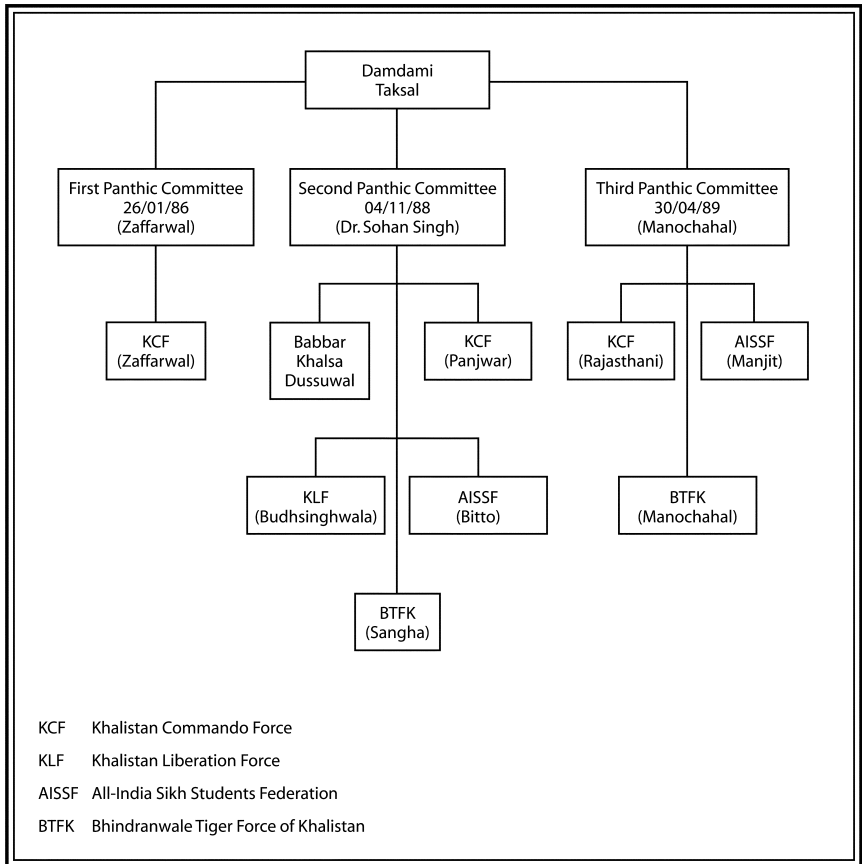 Damdami
Taksal
First Panthic Committee
26/01/86
(Zaffarwal)
Second Panthic Committee
04/11/88
(Dr. Sohan Singh)
Third Panthic Committee
30/04/89
(Manochahal)
KCF
(Zaffarwal)
Babbar
Khalsa
Dussuwal
KCF
(Panjwar)
KCF
(Rajasthani)
AISSF
(Manjit)
KLF
(Budhsinghwala)
AISSF
(Bitto)
BTFK
(Manochahal)
BTFK
(Sangha)
KCF Khalistan Commando Force
KLF Khalistan Liberation Force
AISSF All-India Sikh Students Federation
BTFK Bhindranwale Tiger Force of Khalistan